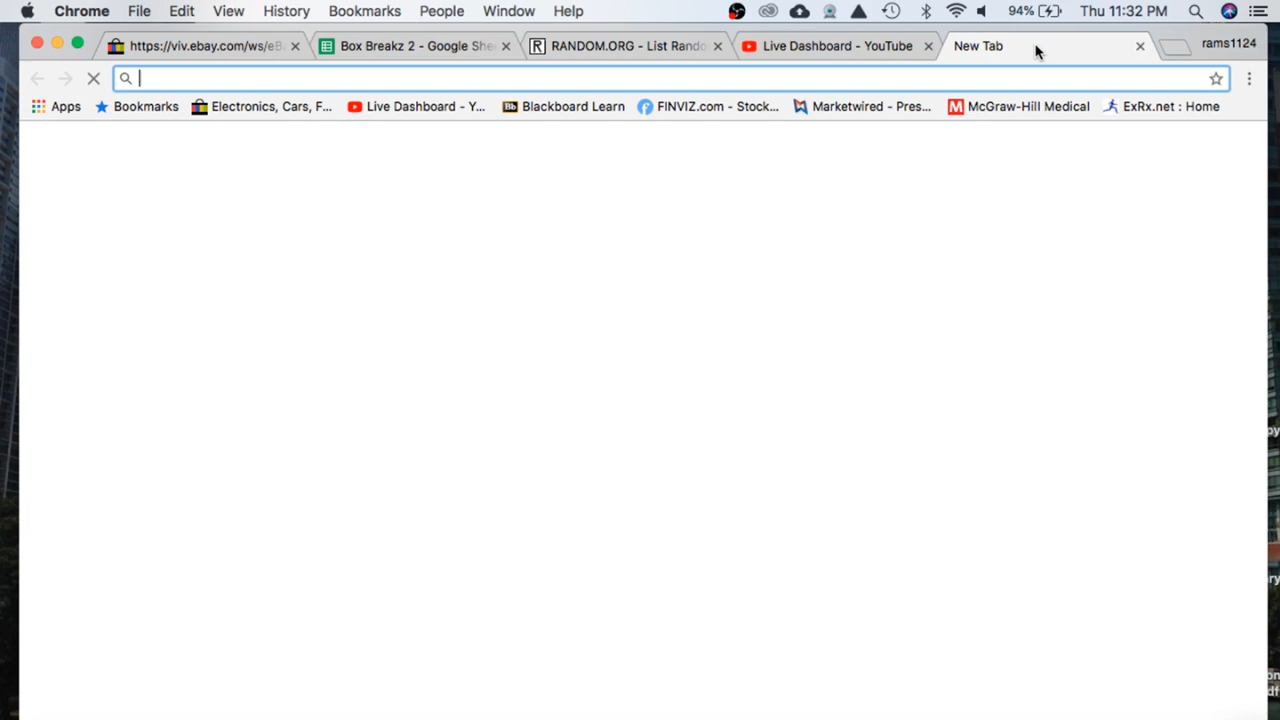 Chrome File Edit View History Bookmarks People Window Help 94% Thu 11:32 PM
https://viv.ebay.com/ws/eB Box Breakz 2 - Google She RANDOM.ORG - List Rando Live Dashboard - YouTube New Tab rams1124
Apps Bookmarks Electronics, Cars, F... Live Dashboard - Y... Bb Blackboard Learn FINVIZ.com - Stock... Marketwired - Pres... M McGraw-Hill Medical ExRx.net : Home